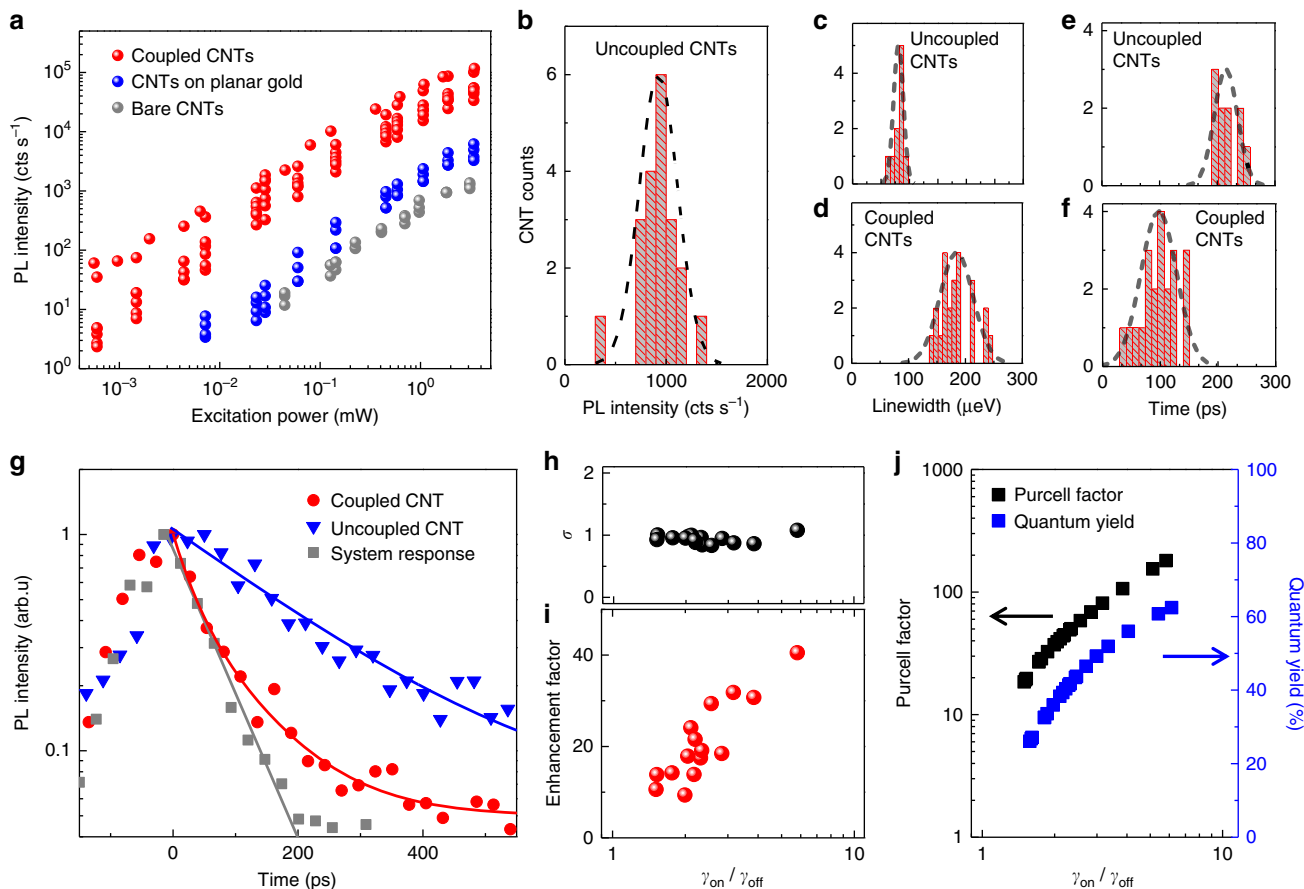 a
10⁵
10⁴
10³
10²
10¹
10⁰
PL intensity (cts s⁻¹)
Coupled CNTs
CNTs on planar gold
Bare CNTs
10⁻³
10⁻²
10⁻¹
10⁰
Excitation power (mW)
b
Uncoupled CNTs
6
4
2
0
CNT counts
0
1000
2000
PL intensity (cts s⁻¹)
c
Uncoupled
CNTs
4
2
0
d
Coupled
CNTs
4
2
0
0
150
300
Linewidth (μeV)
e
Uncoupled
CNTs
4
2
0
f
Coupled
CNTs
4
2
0
0
100
200
300
Time (ps)
g
1
0.1
PL intensity (arb.u)
Coupled CNT
Uncoupled CNT
System response
0
200
400
Time (ps)
h
2
1
0
σ
i
40
20
0
Enhancement factor
1
10
γon / γoff
j
1000
100
10
1
Purcell factor
Purcell factor
Quantum yield
100
80
60
40
20
0
Quantum yield (%)
1
10
γon / γoff